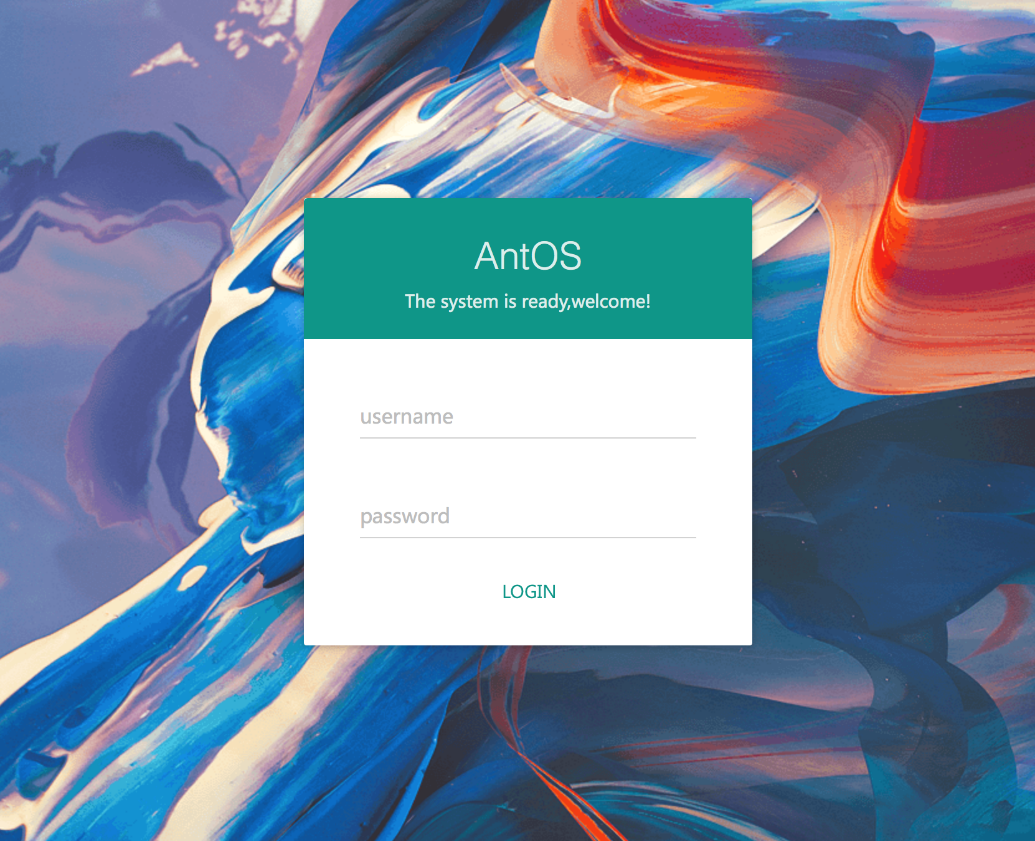 AntOS
The system is ready,welcome!
username
password
LOGIN